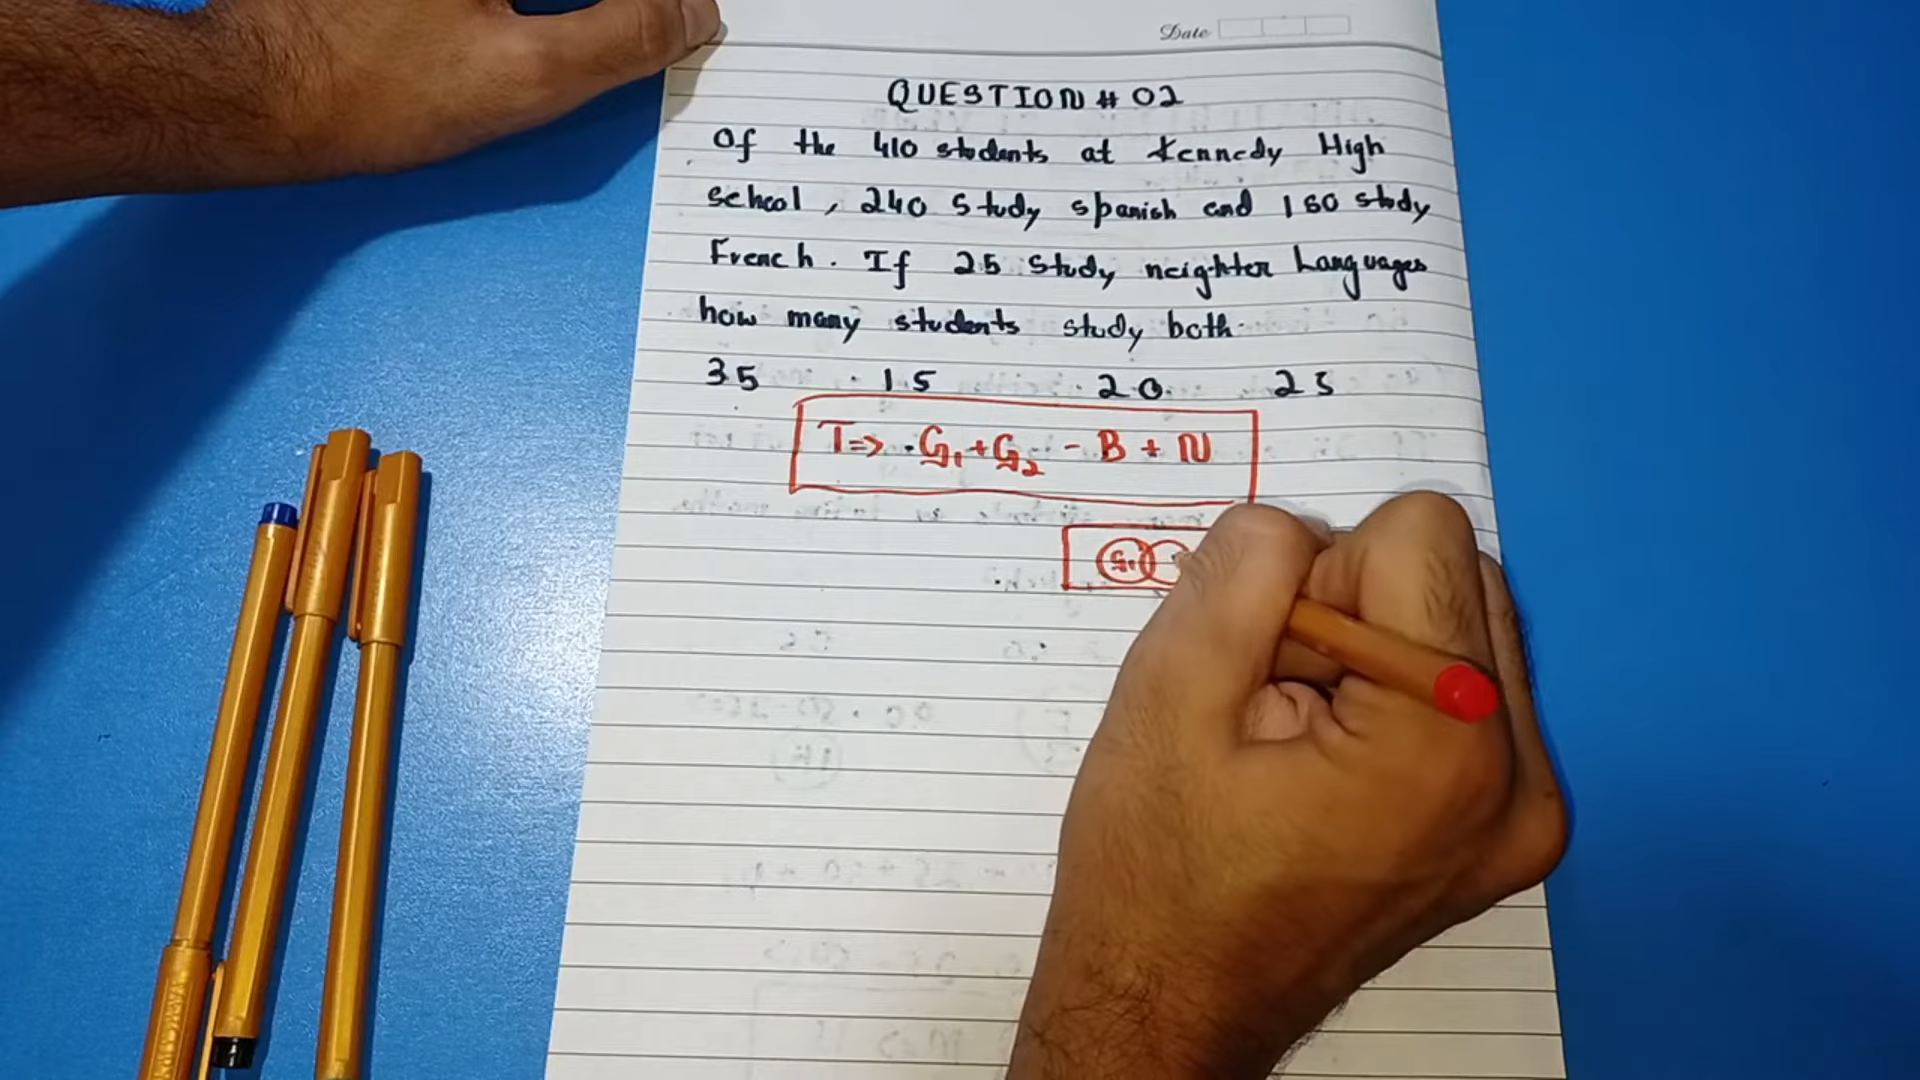 Date
QUESTION # 02
Of the 410 students at Kennedy High
school, 240 study spanish and 180 study
French. If 25 study neighter Languages
how many students study both.
35 15 20 25
T=> G1+G2 - B + N
G1